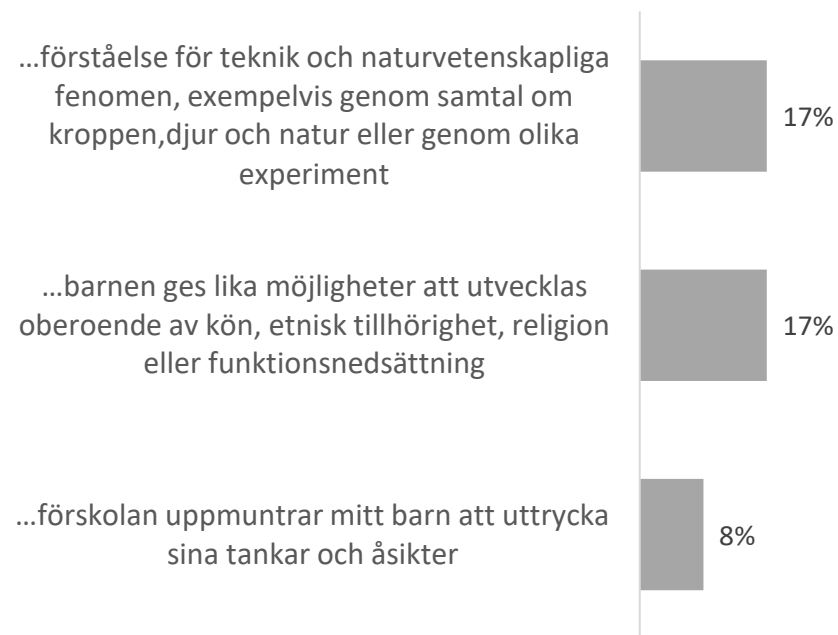 …förståelse för teknik och naturvetenskapliga
fenomen, exempelvis genom samtal om
kroppen,djur och natur eller genom olika
experiment
17%
…barnen ges lika möjligheter att utvecklas
oberoende av kön, etnisk tillhörighet, religion
eller funktionsnedsättning
17%
…förskolan uppmuntrar mitt barn att uttrycka
sina tankar och åsikter
8%